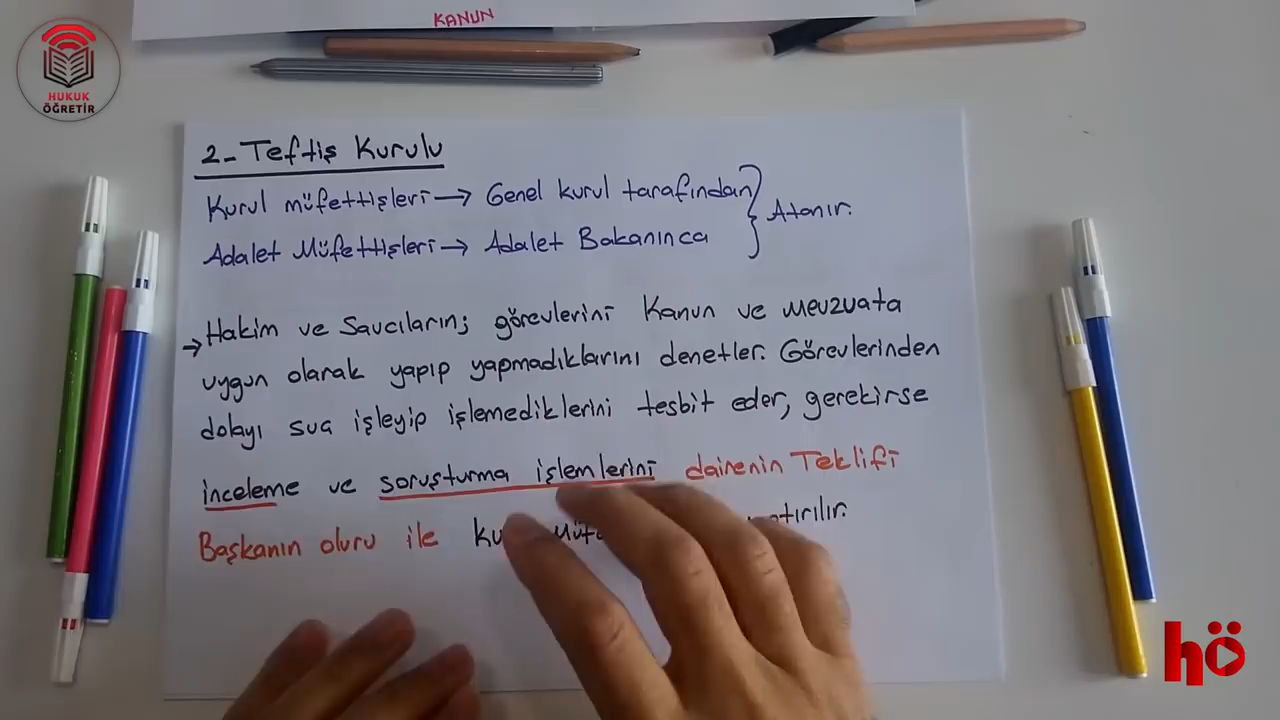 KANUN
HUKUK
ÖĞRETİR
2- Teftiş Kurulu
Kurul müfettişleri → Genel kurul tarafından
Adalet Müfettişleri → Adalet Bakanınca
} Atanır.
→ Hakim ve Savcıların; görevlerini Kanun ve mevzuata
uygun olarak yapıp yapmadıklarını denetler. Görevlerinden
dolayı suç işleyip işlemediklerini tesbit eder, gerekirse
inceleme ve soruşturma işlemlerini dairenin Teklifi
Başkanın oluru ile
hö